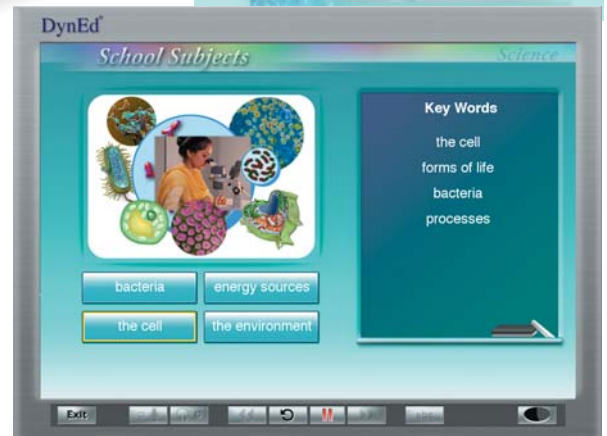 DynEd
School Subjects
Science
Key Words
the cell
forms of life
bacteria
processes
bacteria
energy sources
the cell
the environment
Exit
abc